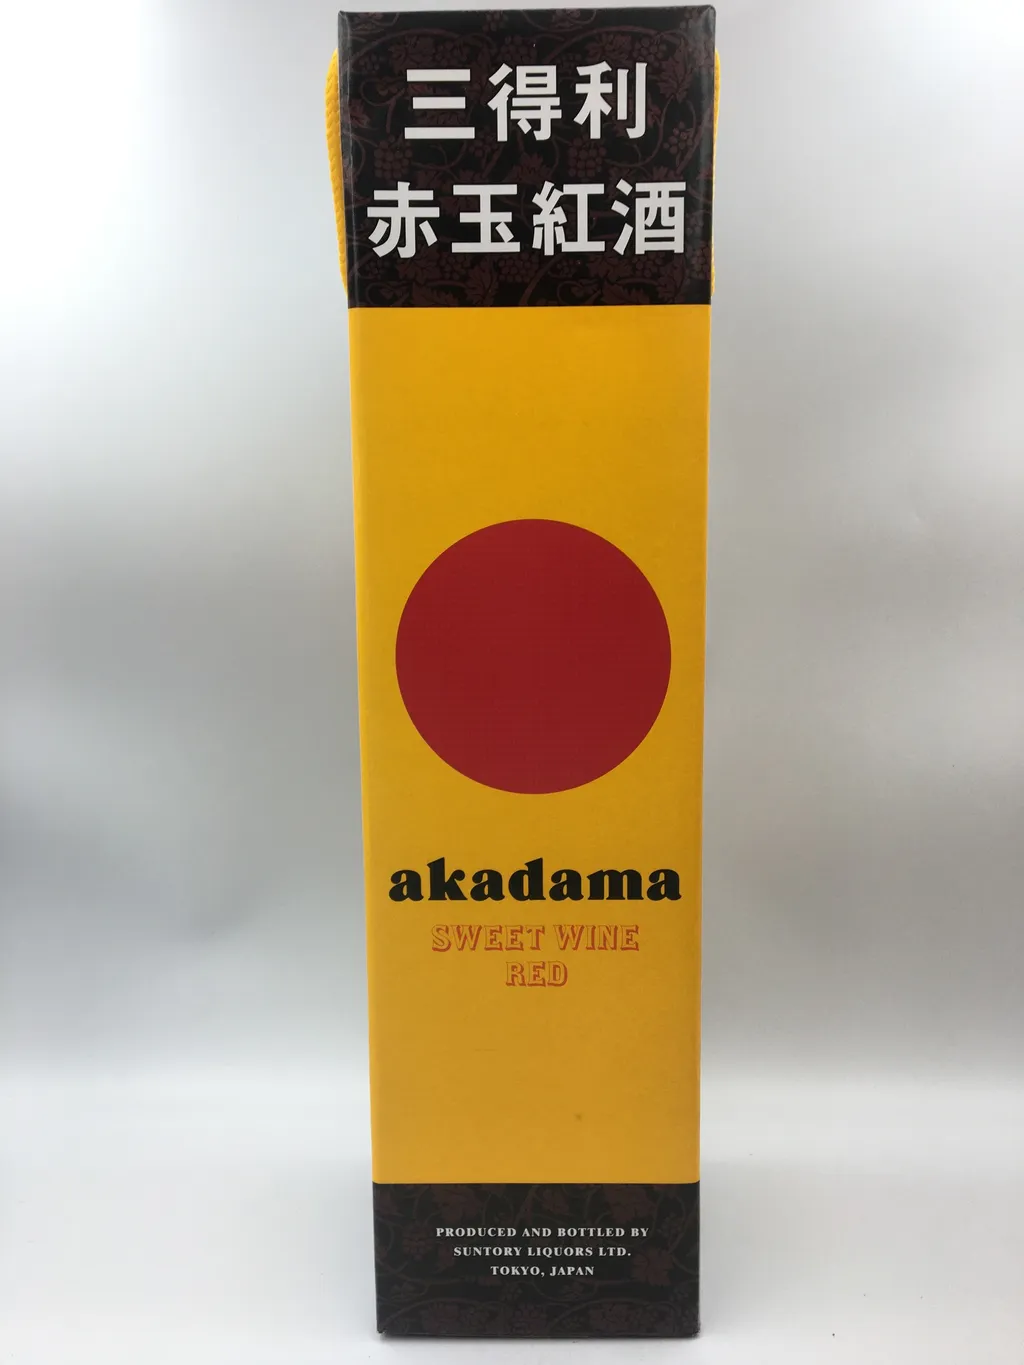 三得利
赤玉紅酒
akadama
SWEET WINE
RED
PRODUCED AND BOTTLED BY
SUNTORY LIQUORS LTD.
TOKYO, JAPAN